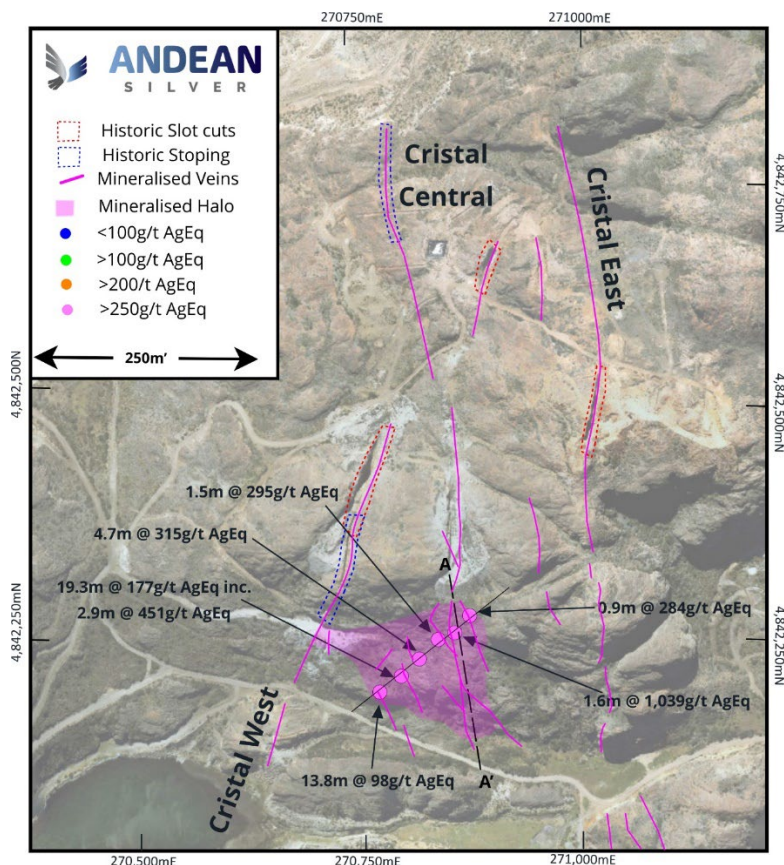 270750mE
271000mE
ANDEAN
SILVER
Historic Slot cuts
Historic Stoping
Mineralised Veins
Mineralised Halo
<100g/t AgEq
>100g/t AgEq
>200/t AgEq
>250g/t AgEq
250m'
Cristal
Central
Cristal East
4,842,750mN
4,842,500mN
4,842,500mN
1.5m @ 295g/t AgEq
4.7m @ 315g/t AgEq
19.3m @ 177g/t AgEq inc.
2.9m @ 451g/t AgEq
A
0.9m @ 284g/t AgEq
4,842,250mN
4,842,250mN
1.6m @ 1,039g/t AgEq
Cristal West
13.8m @ 98g/t AgEq
A'
270,500mE
270,750mE
271,000mE